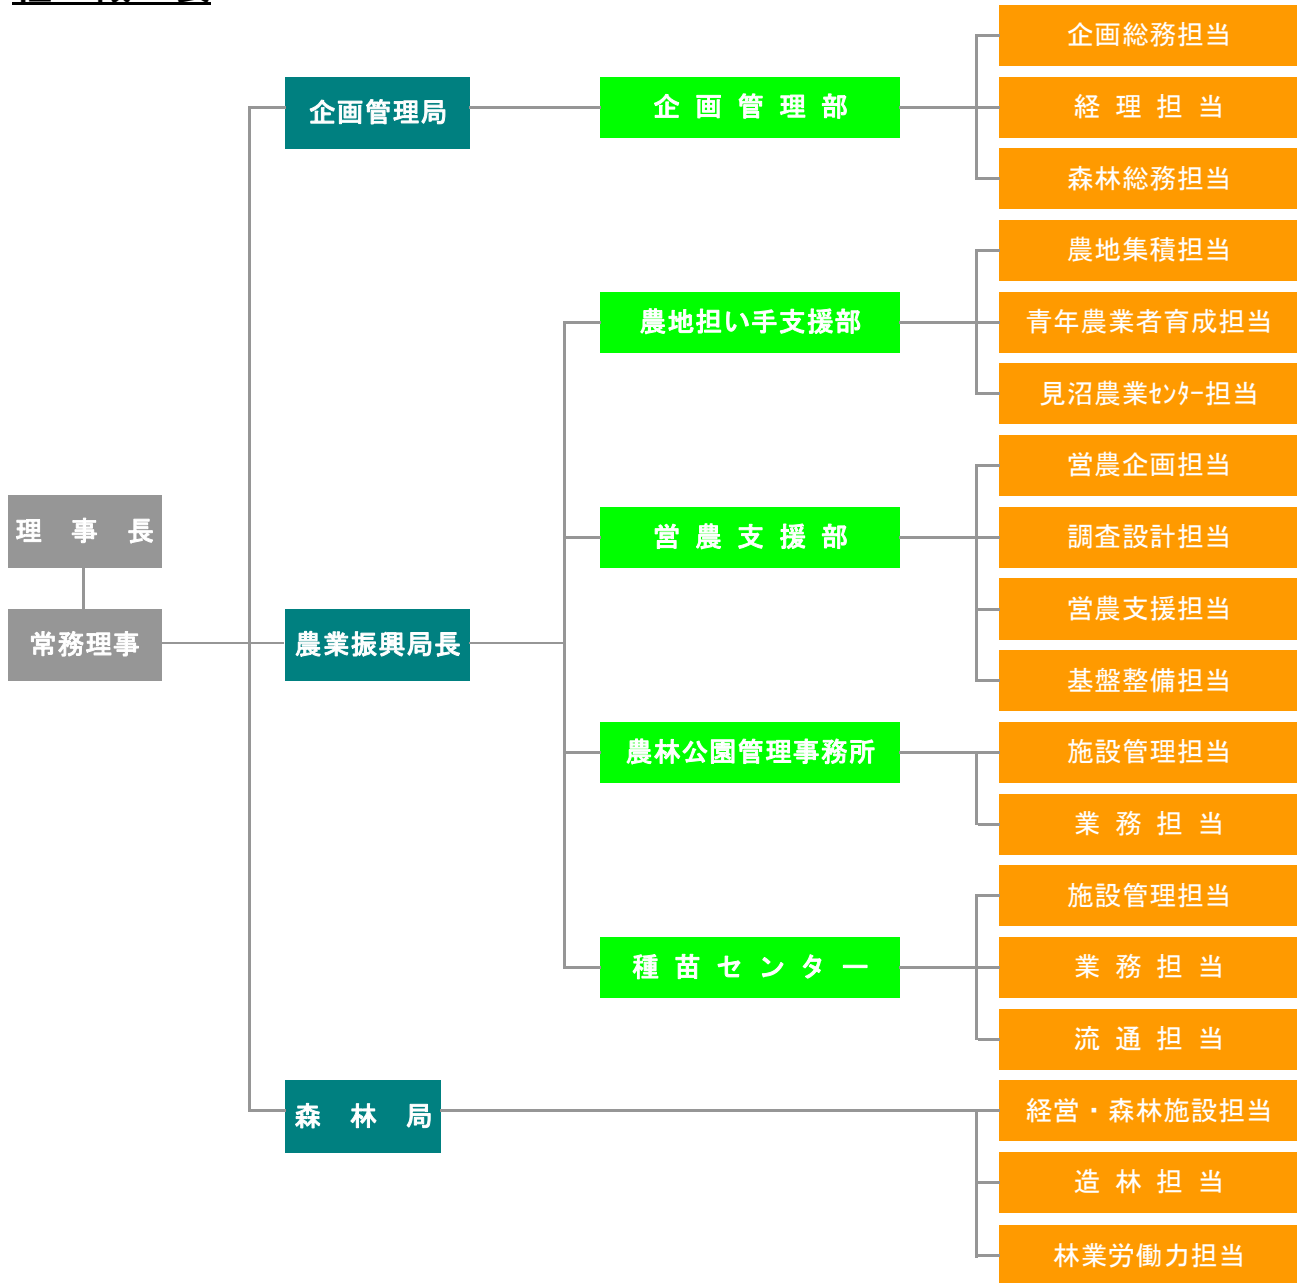 企画総務担当
企画管理局
企 画 管 理 部
経 理 担 当
森林総務担当
農地集積担当
農地担い手支援部
青年農業者育成担当
見沼農業ｾﾝﾀｰ担当
営農企画担当
理 事 長
営 農 支 援 部
調査設計担当
営農支援担当
常務理事
農業振興局長
基盤整備担当
農林公園管理事務所
施設管理担当
業 務 担 当
施設管理担当
種 苗 セ ン タ ー
業 務 担 当
流 通 担 当
森 林 局
経営・森林施設担当
造 林 担 当
林業労働力担当